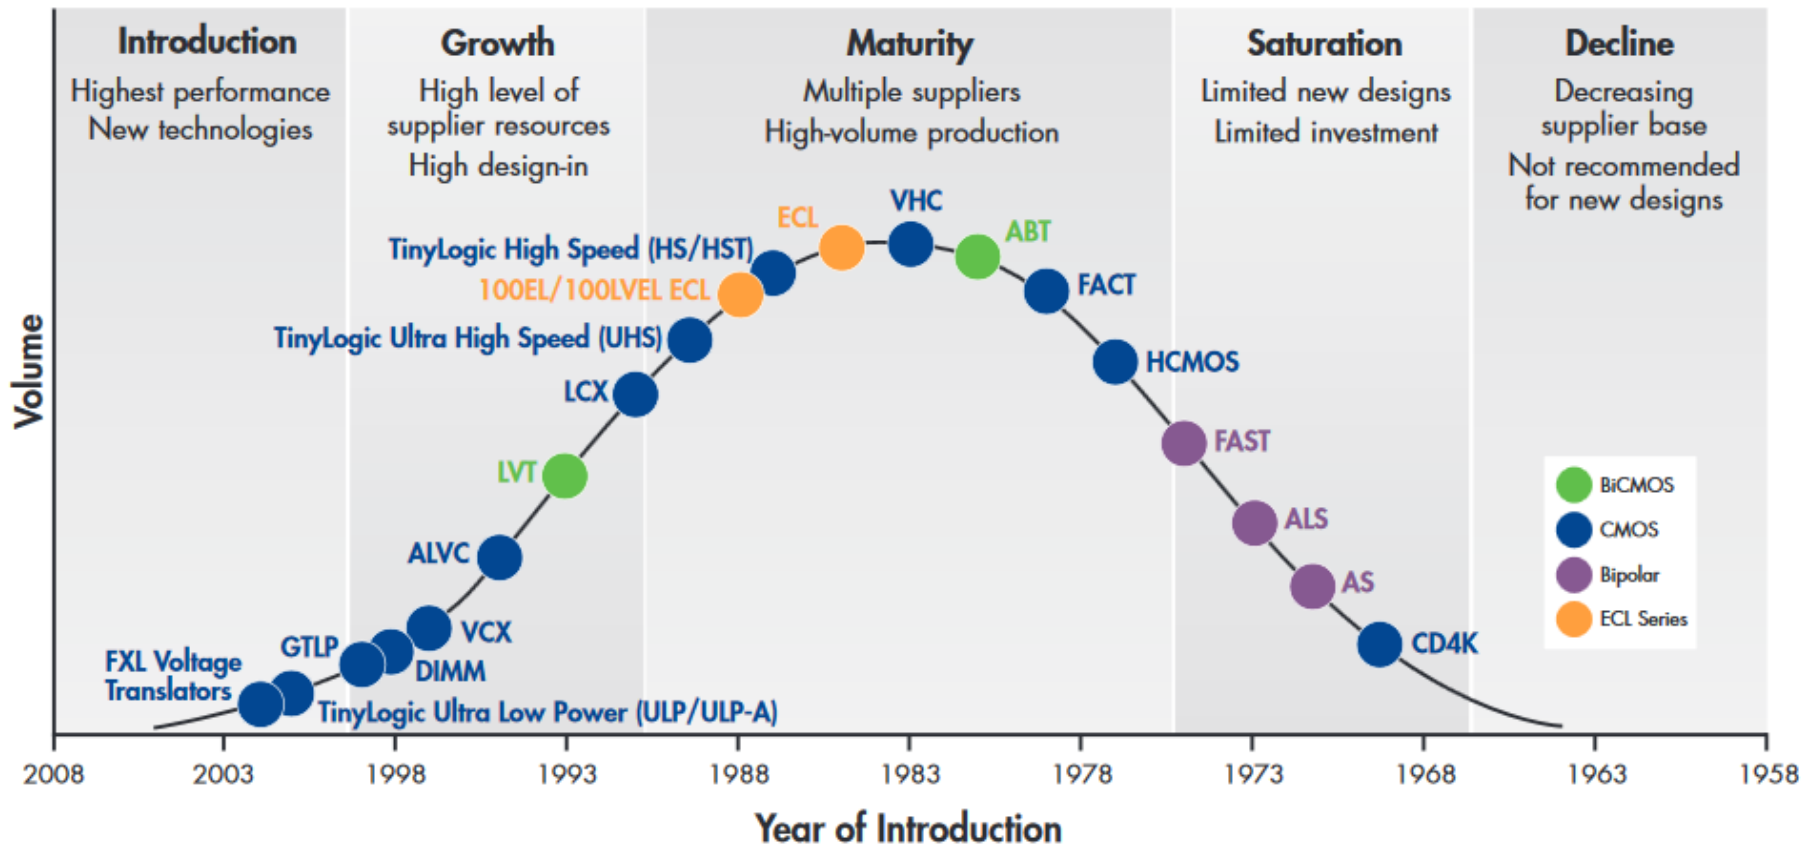 Introduction
Highest performance
New technologies
Growth
High level of
supplier resources
High design-in
Maturity
Multiple suppliers
High-volume production
Saturation
Limited new designs
Limited investment
Decline
Decreasing
supplier base
Not recommended
for new designs
Volume
FXL Voltage
Translators
TinyLogic Ultra Low Power (ULP/ULP-A)
GTLP
DIMM
VCX
ALVC
LVT
LCX
TinyLogic Ultra High Speed (UHS)
100EL/100LVEL ECL
TinyLogic High Speed (HS/HST)
ECL
VHC
ABT
FACT
HCMOS
FAST
ALS
AS
CD4K
BiCMOS
CMOS
Bipolar
ECL Series
2008 2003 1998 1993 1988 1983 1978 1973 1968 1963 1958
Year of Introduction